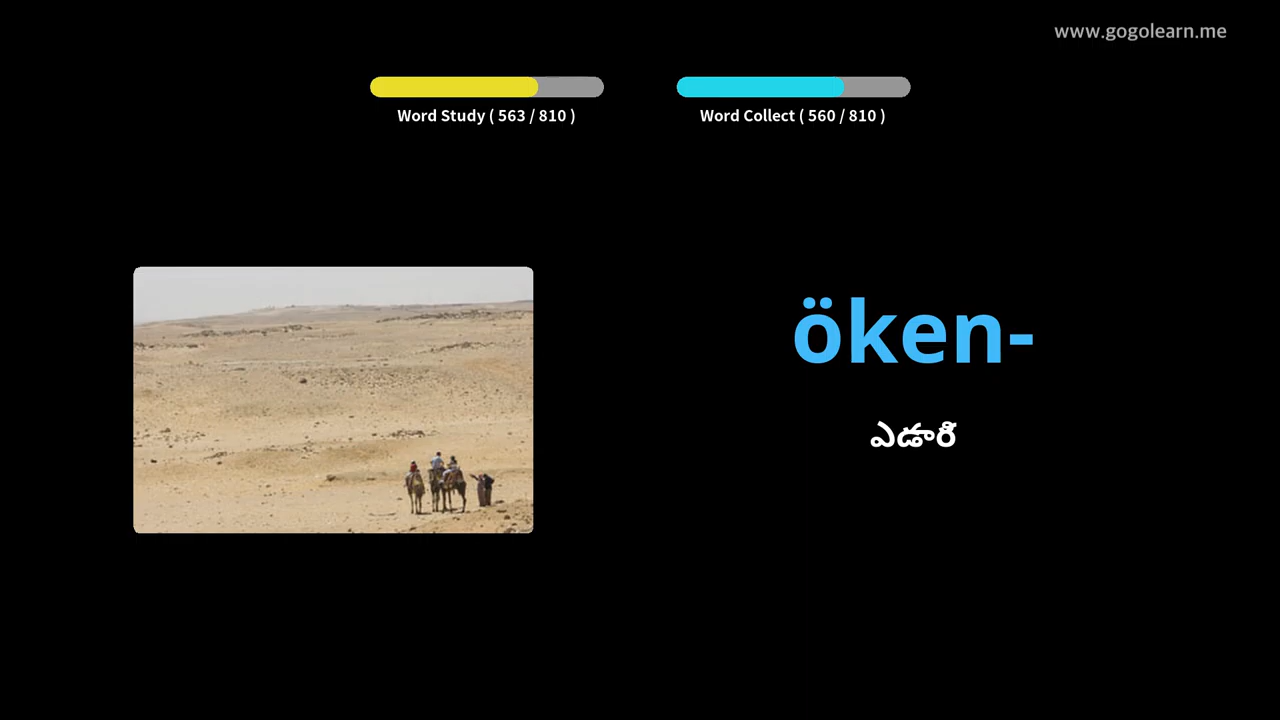 www.gogolearn.me
Word Study ( 563 / 810 )
Word Collect ( 560 / 810 )
öken-
ఎడారి